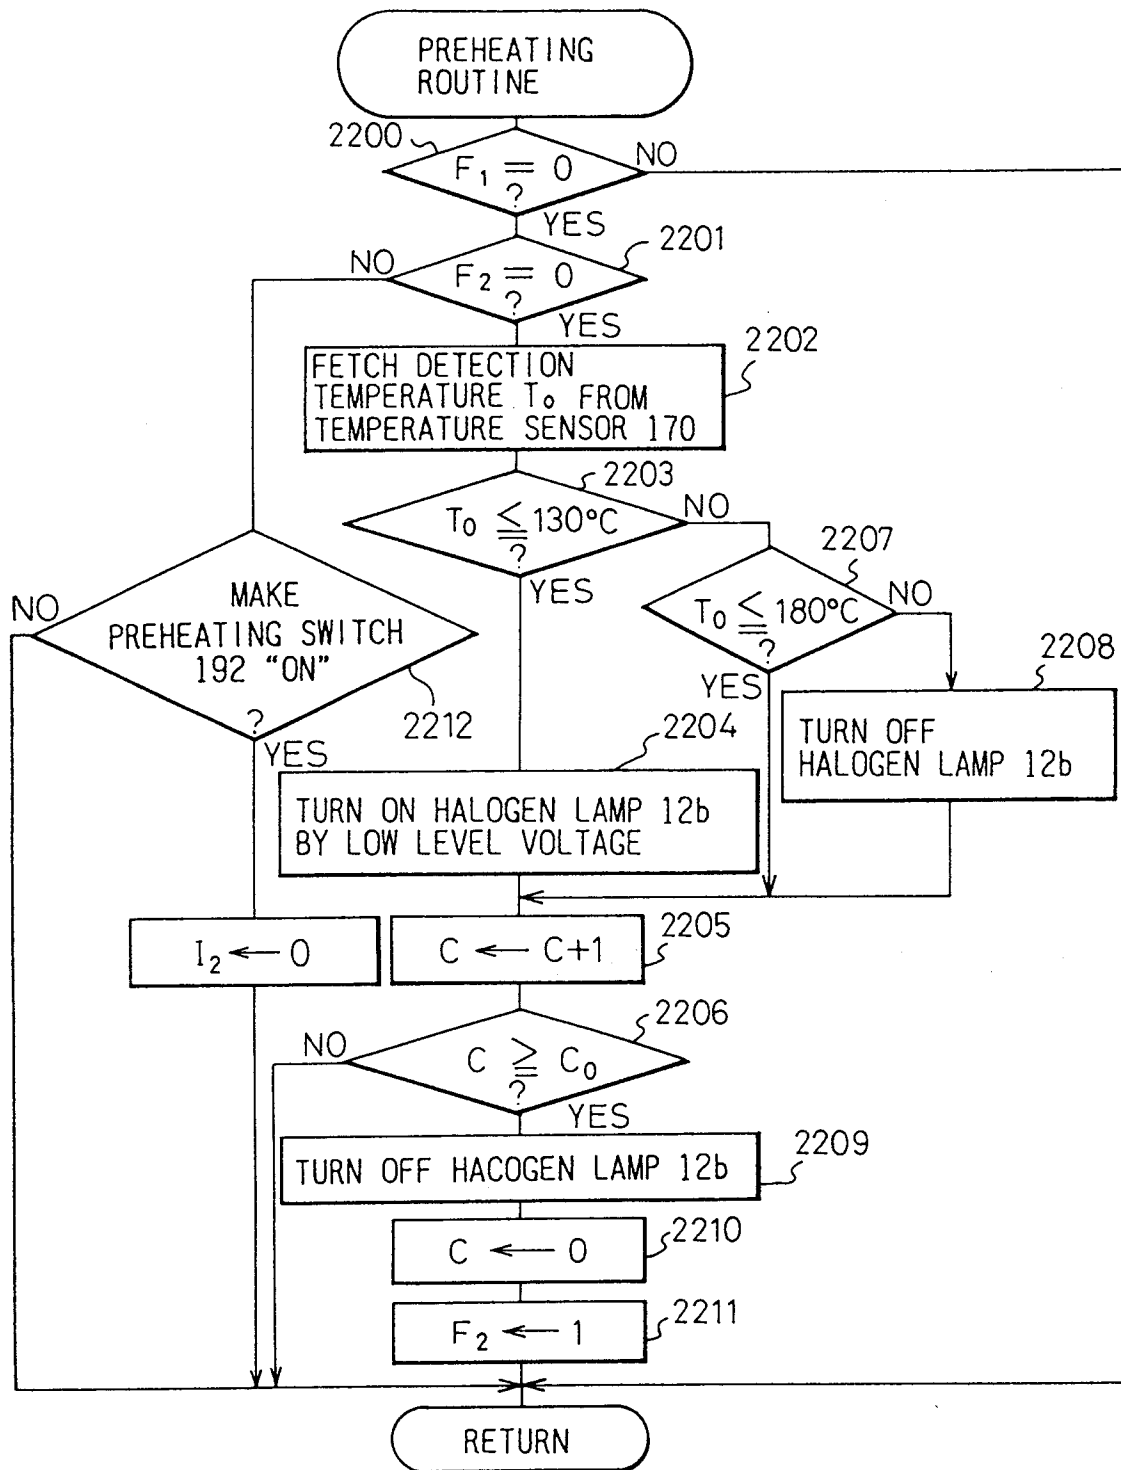 PREHEATING
ROUTINE
2200
F₁ = 0
?
NO
YES
2201
NO
F₂ = 0
?
YES
2202
FETCH DETECTION
TEMPERATURE T₀ FROM
TEMPERATURE SENSOR 170
2203
T₀ ≦ 130°C
?
NO
YES
2207
T₀ ≦ 180°C
?
NO
YES
NO
MAKE
PREHEATING SWITCH
192 “ON”
?
2212
YES
2208
TURN OFF
HALOGEN LAMP 12b
2204
TURN ON HALOGEN LAMP 12b
BY LOW LEVEL VOLTAGE
I₂ ← 0
C ← C+1
2205
2206
NO
C ≧ C₀
?
YES
2209
TURN OFF HACOGEN LAMP 12b
C ← 0
2210
F₂ ← 1
2211
RETURN